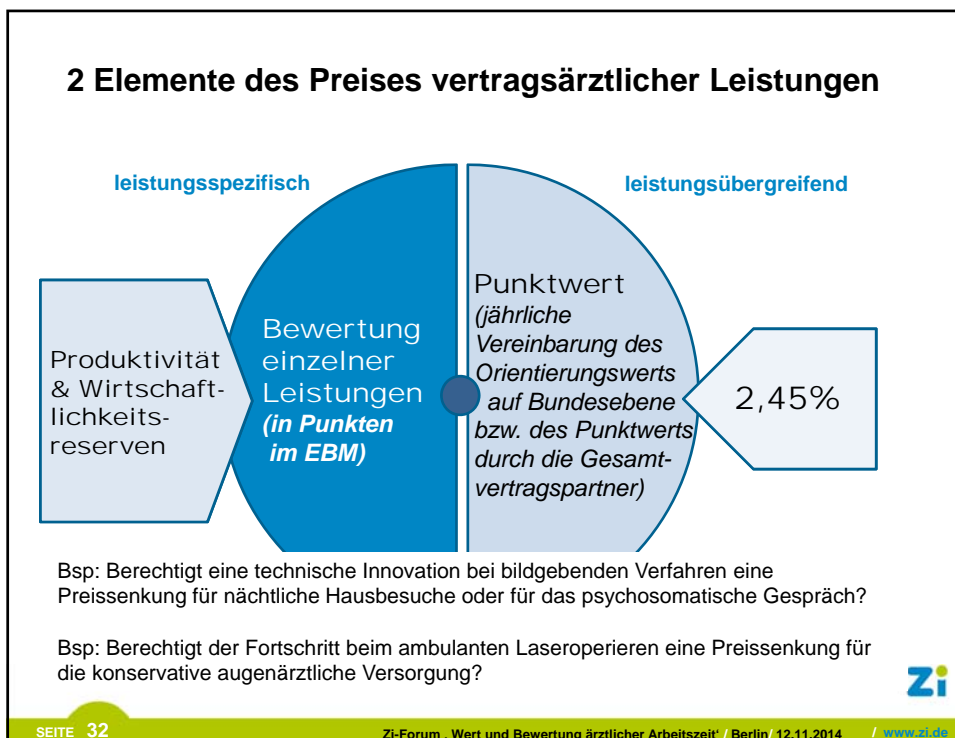 2 Elemente des Preises vertragsärztlicher Leistungen
leistungsspezifisch
leistungsübergreifend
Produktivität
& Wirtschaft-
lichkeits-
reserven
Bewertung
einzelner
Leistungen
(in Punkten
im EBM)
Punktwert
(jährliche
Vereinbarung des
Orientierungswerts
auf Bundesebene
bzw. des Punktwerts
durch die Gesamt-
vertragspartner)
2,45%
Bsp: Berechtigt eine technische Innovation bei bildgebenden Verfahren eine
Preissenkung für nächtliche Hausbesuche oder für das psychosomatische Gespräch?
Bsp: Berechtigt der Fortschritt beim ambulanten Laseroperieren eine Preissenkung für
die konservative augenärztliche Versorgung?
Zi
SEITE 32
Zi-Forum ‚ Wert und Bewertung ärztlicher Arbeitszeit‘ / Berlin/ 12.11.2014 / www.zi.de